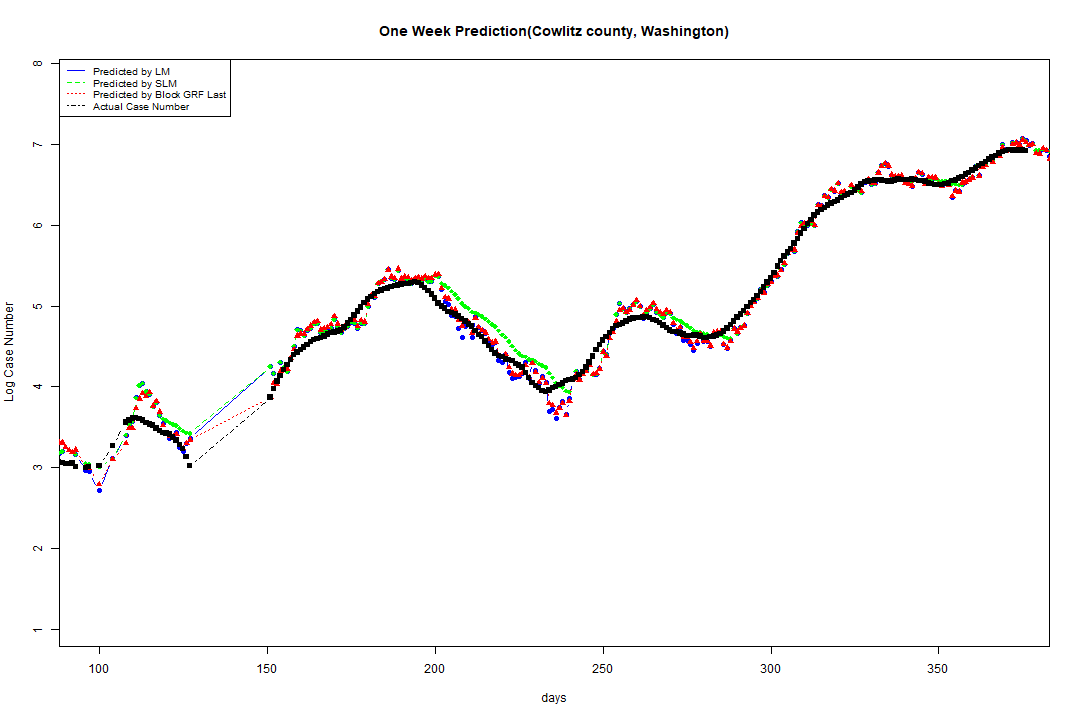 One Week Prediction(Cowlitz county, Washington)
Predicted by LM
Predicted by SLM
Predicted by Block GRF Last
Actual Case Number
8
7
6
5
4
3
2
1
Log Case Number
100 150 200 250 300 350
days